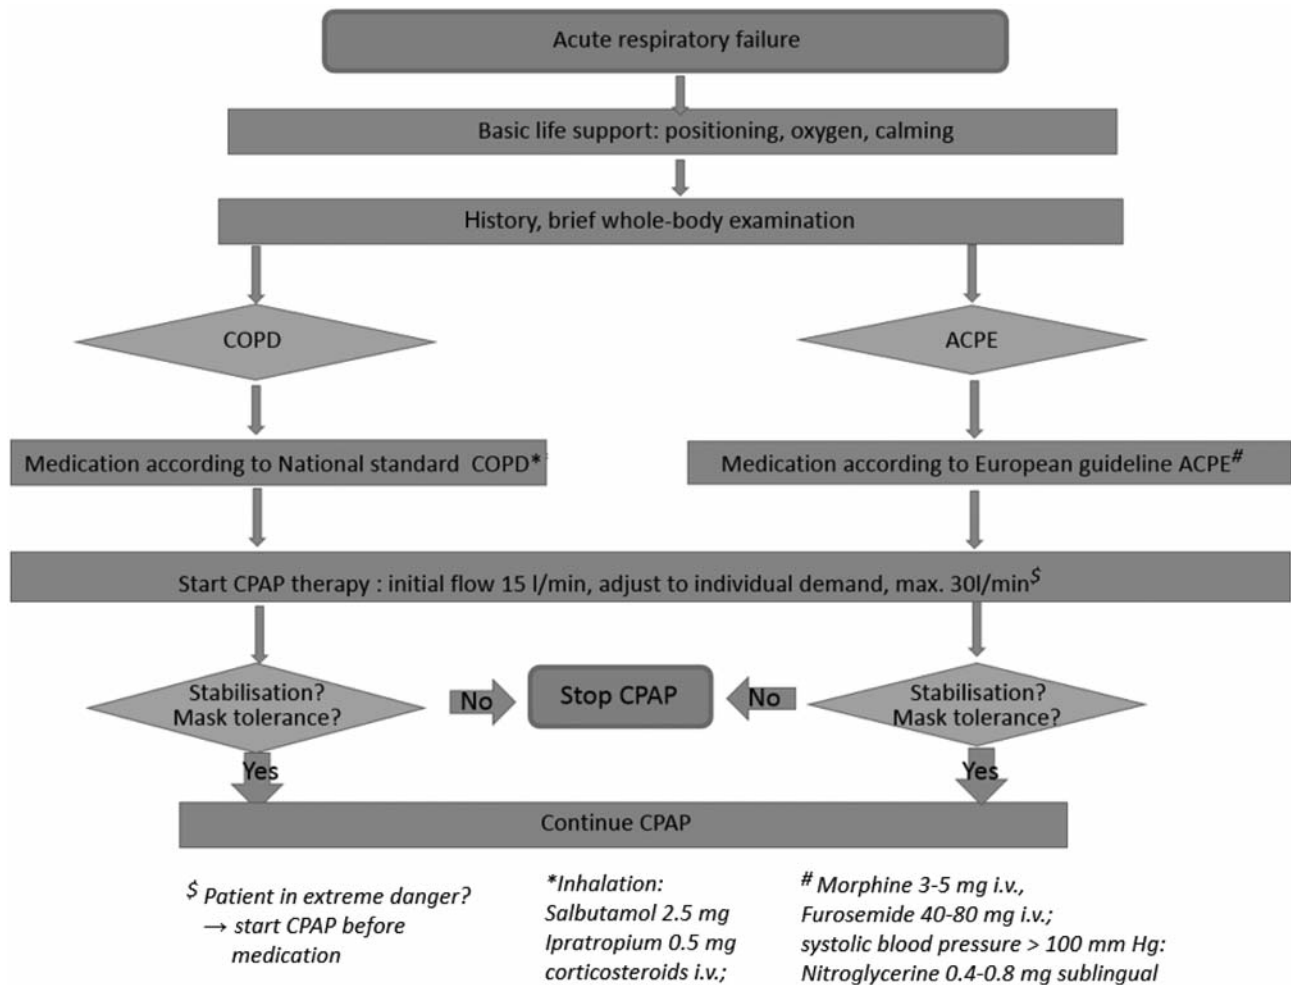 Acute respiratory failure
Basic life support: positioning, oxygen, calming
History, brief whole-body examination
COPD
ACPE
Medication according to National standard COPD*
Medication according to European guideline ACPE#
Start CPAP therapy : initial flow 15 l/min, adjust to individual demand, max. 30l/min$
Stabilisation?
Mask tolerance?
No
Stop CPAP
No
Stabilisation?
Mask tolerance?
Yes
Yes
Continue CPAP
$ Patient in extreme danger?
→ start CPAP before
medication
*Inhalation:
Salbutamol 2.5 mg
Ipratropium 0.5 mg
corticosteroids i.v.;
# Morphine 3-5 mg i.v.,
Furosemide 40-80 mg i.v.;
systolic blood pressure > 100 mm Hg:
Nitroglycerine 0.4-0.8 mg sublingual